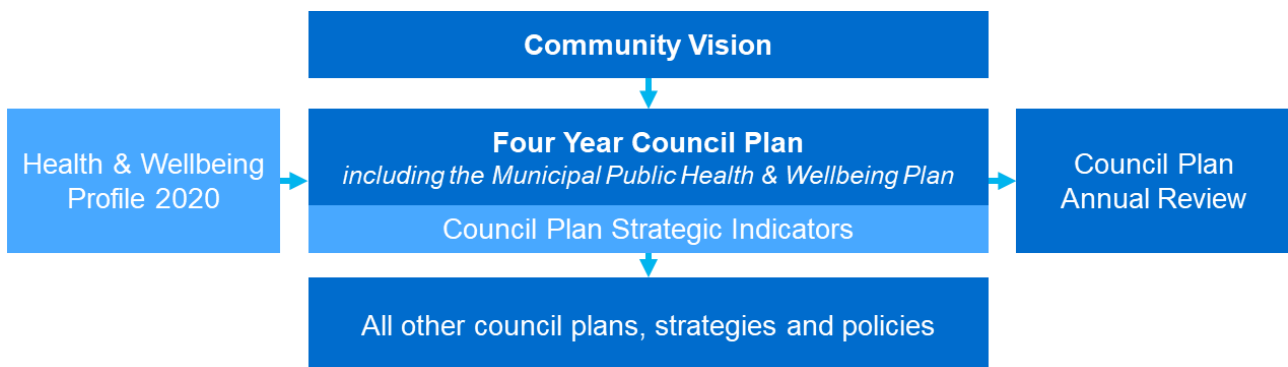 Community Vision
Health & Wellbeing
Profile 2020
Four Year Council Plan
including the Municipal Public Health & Wellbeing Plan
Council Plan Strategic Indicators
Council Plan
Annual Review
All other council plans, strategies and policies